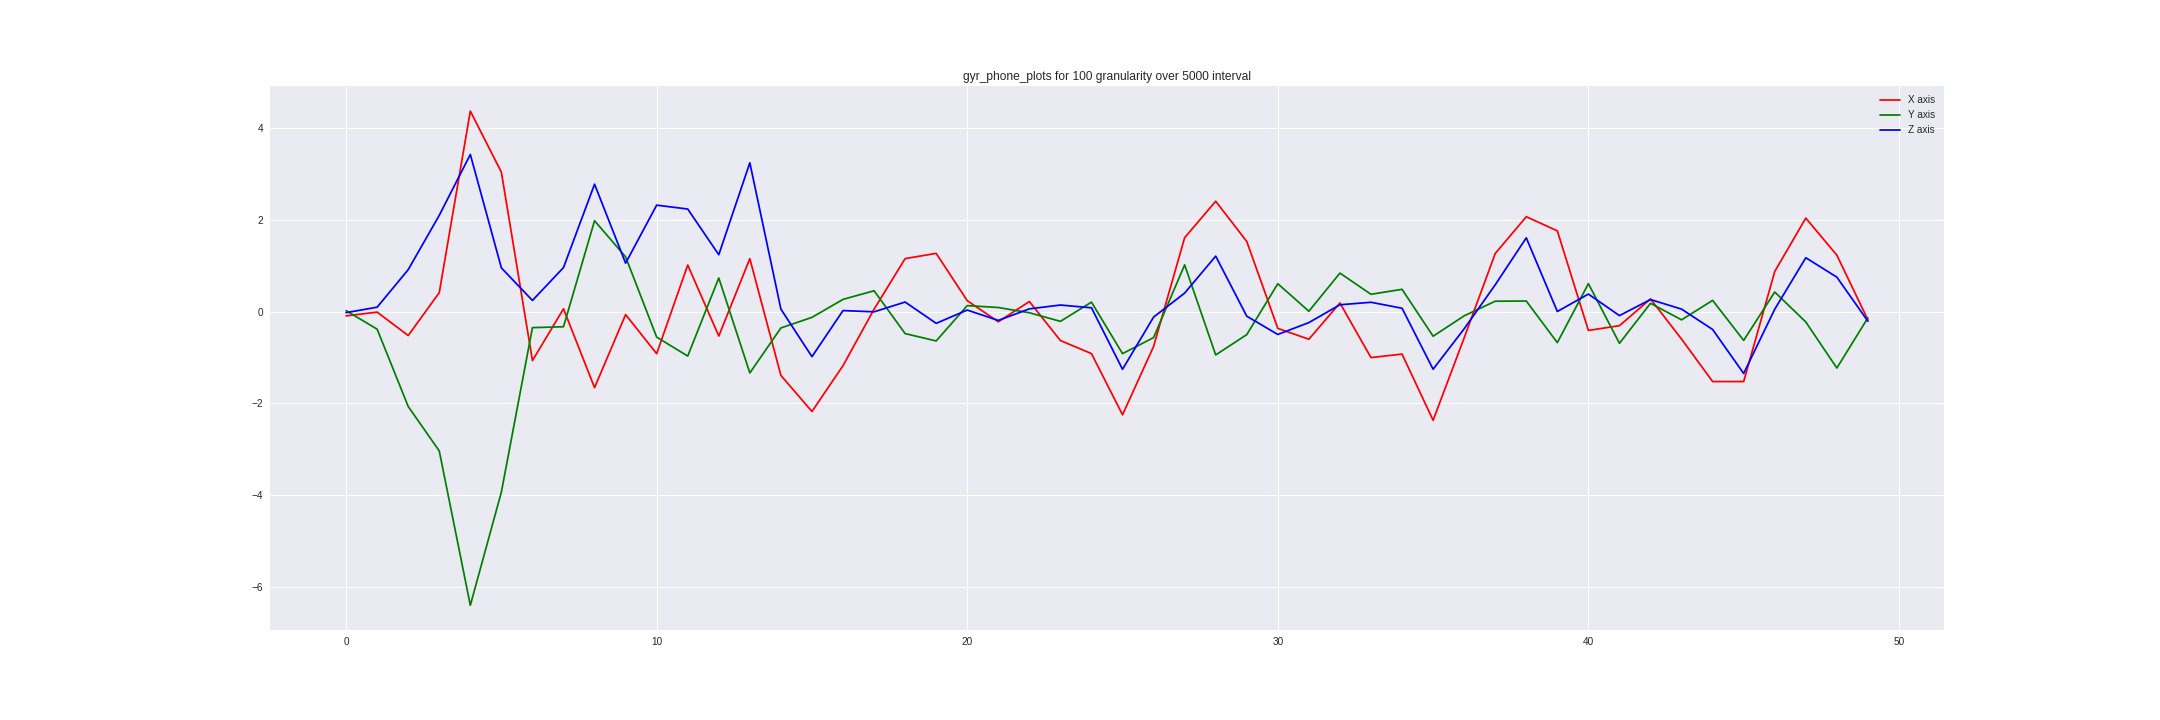 gyr_phone_plots for 100 granularity over 5000 interval
X axis
Y axis
Z axis
4
2
0
−2
−4
−6
0 10 20 30 40 50